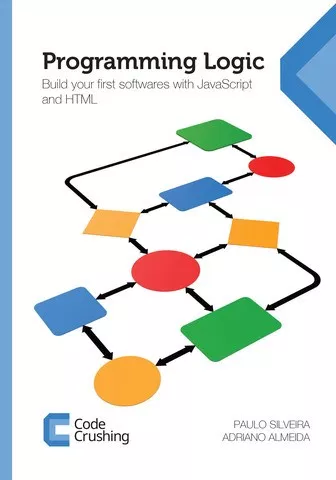 Programming Logic
Build your first softwares with JavaScript
and HTML
Code
Crushing
PAULO SILVEIRA
ADRIANO ALMEIDA